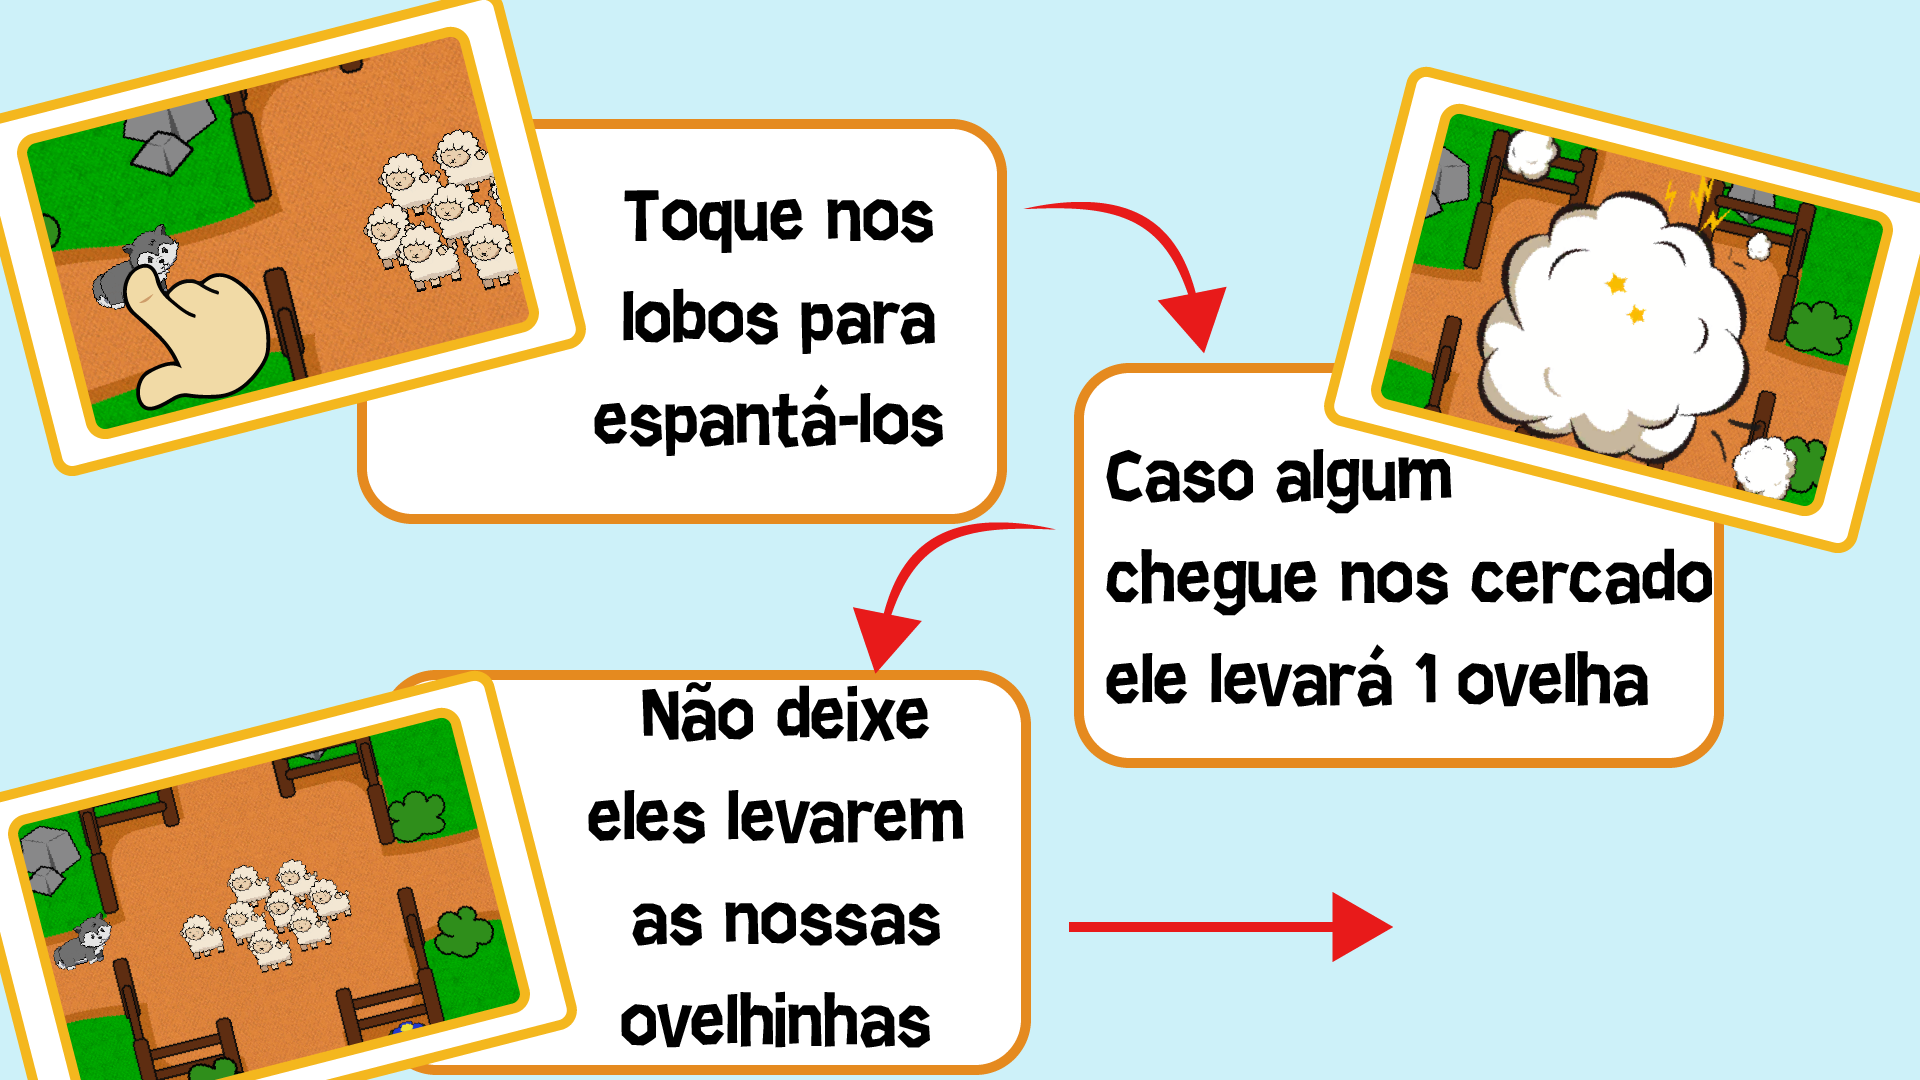 Toque nos
lobos para
espantá-los
Caso algum
chegue nos cercado
ele levará 1 ovelha
Não deixe
eles levarem
as nossas
ovelhinhas